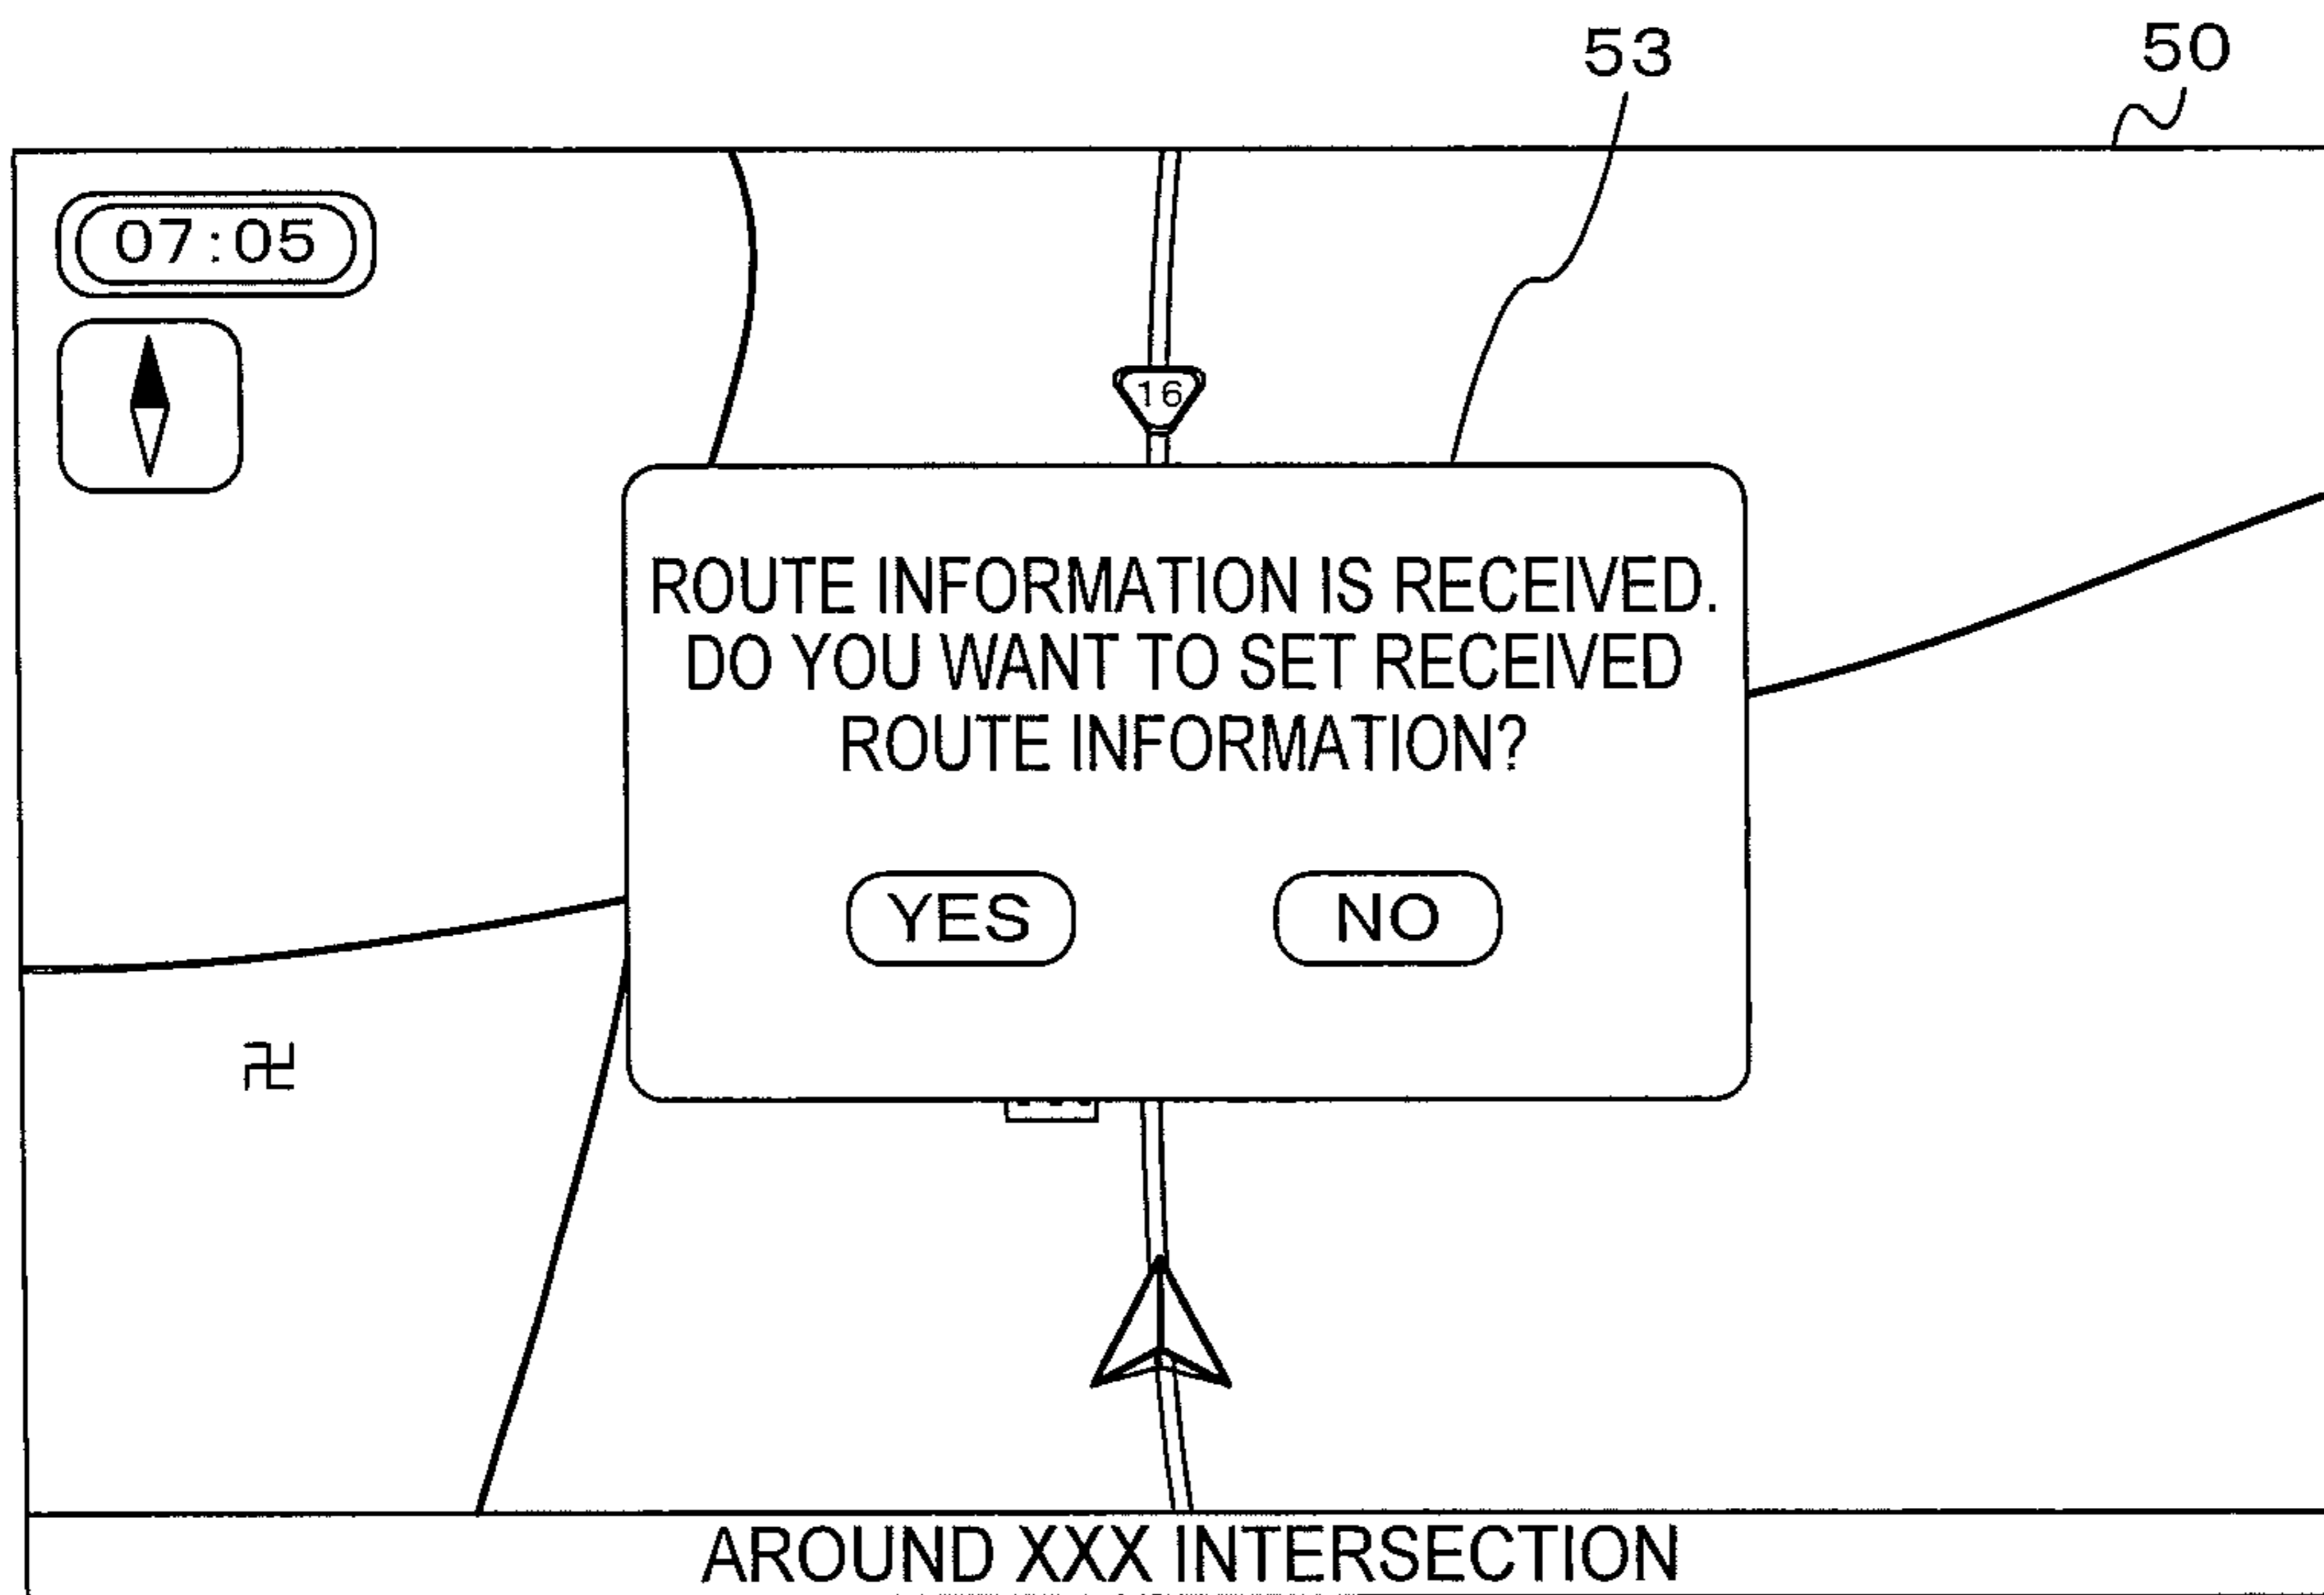 53
50
07:05
16
ROUTE INFORMATION IS RECEIVED.
DO YOU WANT TO SET RECEIVED
ROUTE INFORMATION?
YES
NO
卍
AROUND XXX INTERSECTION